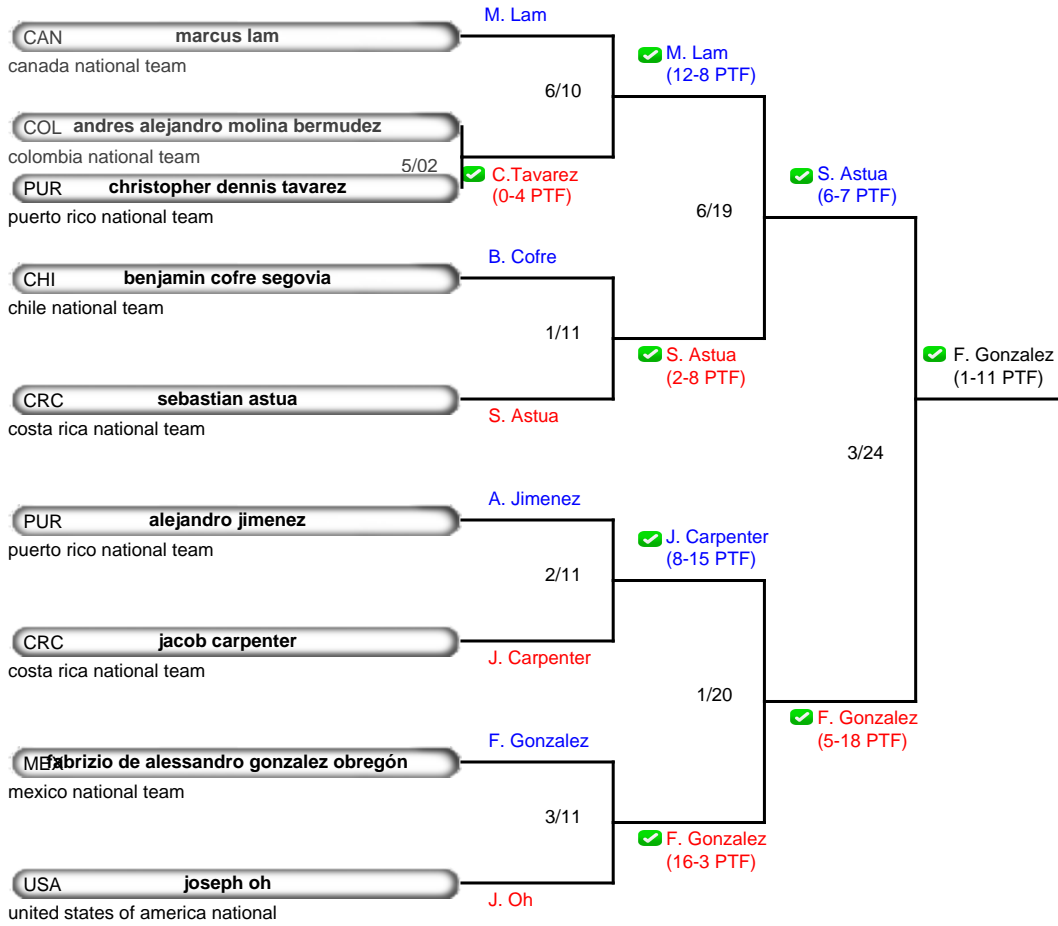 M. Lam
CAN marcus lam
canada national team
M. Lam
(12-8 PTF)
6/10
COL andres alejandro molina bermudez
colombia national team
5/02
C.Tavarez
(0-4 PTF)
PUR christopher dennis tavarez
puerto rico national team
S. Astua
(6-7 PTF)
6/19
B. Cofre
CHI benjamin cofre segovia
chile national team
1/11
S. Astua
(2-8 PTF)
F. Gonzalez
(1-11 PTF)
CRC sebastian astua
costa rica national team
S. Astua
3/24
A. Jimenez
PUR alejandro jimenez
puerto rico national team
J. Carpenter
(8-15 PTF)
2/11
CRC jacob carpenter
costa rica national team
J. Carpenter
1/20
F. Gonzalez
(5-18 PTF)
F. Gonzalez
MEX fabrizio de alessandro gonzalez obregón
mexico national team
3/11
F. Gonzalez
(16-3 PTF)
USA joseph oh
united states of america national
J. Oh